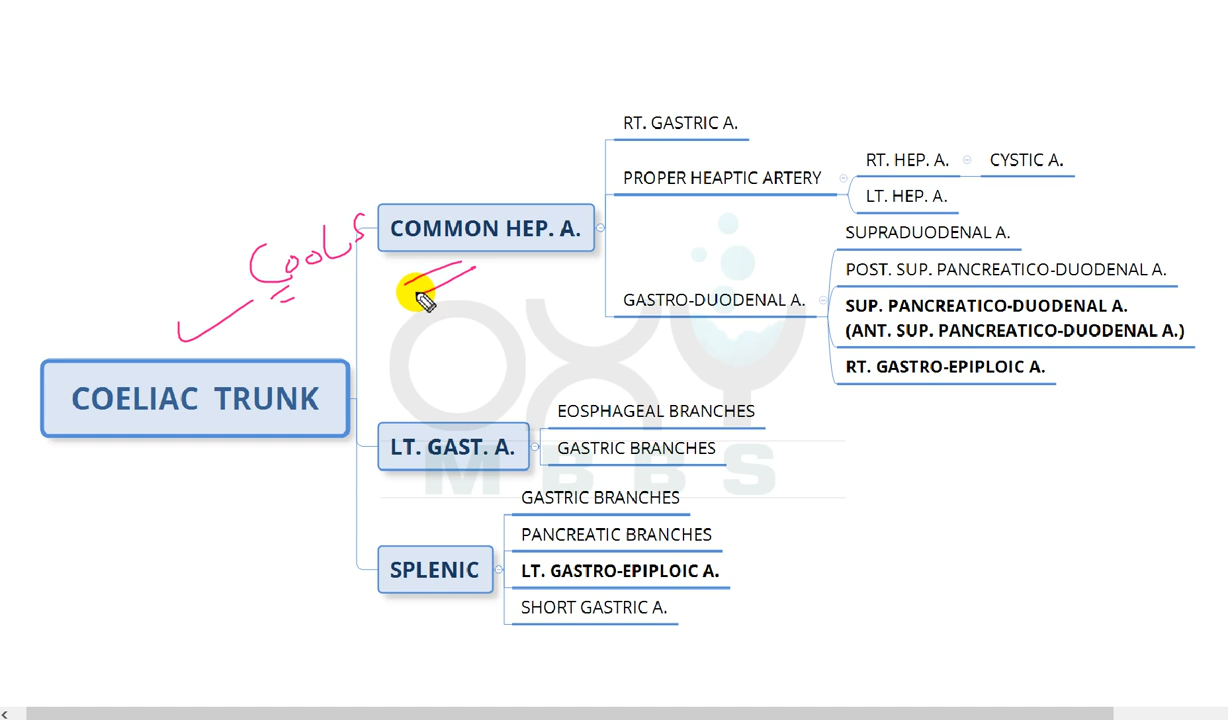 RT. GASTRIC A.
PROPER HEAPTIC ARTERY
RT. HEP. A.
CYSTIC A.
LT. HEP. A.
COMMON HEP. A.
SUPRADUODENAL A.
POST. SUP. PANCREATICO-DUODENAL A.
GASTRO-DUODENAL A.
SUP. PANCREATICO-DUODENAL A.
(ANT. SUP. PANCREATICO-DUODENAL A.)
RT. GASTRO-EPIPLOIC A.
COELIAC TRUNK
LT. GAST. A.
EOSPHAGEAL BRANCHES
GASTRIC BRANCHES
MBBS
SPLENIC
GASTRIC BRANCHES
PANCREATIC BRANCHES
LT. GASTRO-EPIPLOIC A.
SHORT GASTRIC A.